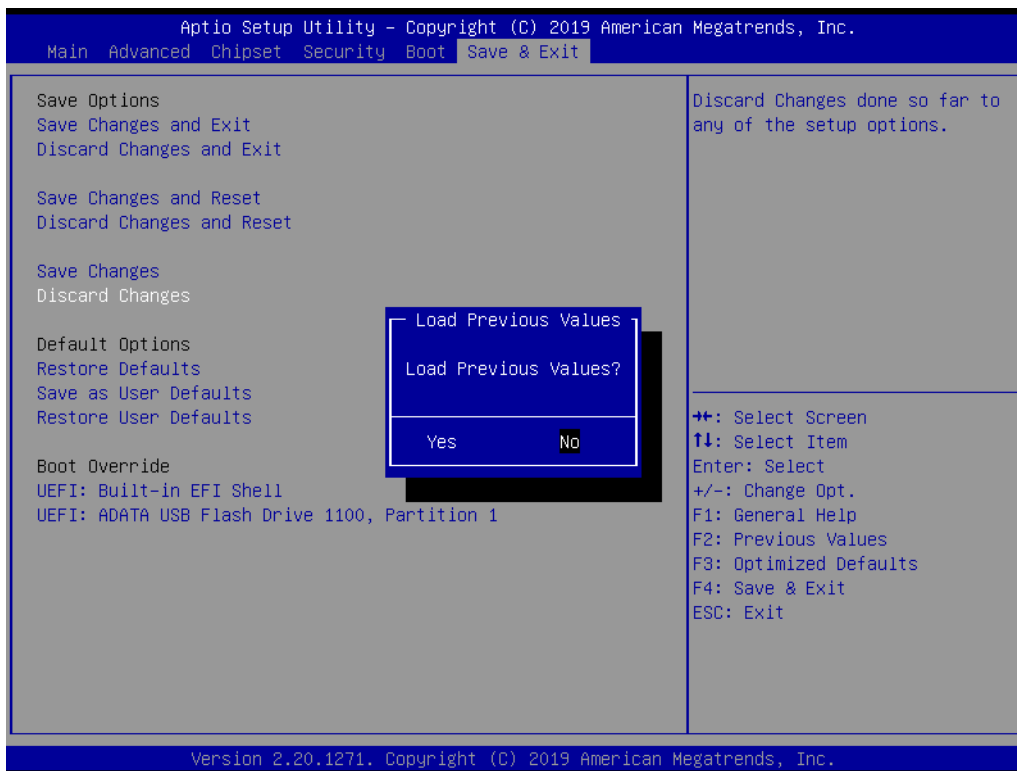 Aptio Setup Utility – Copyright (C) 2019 American Megatrends, Inc.
Main Advanced Chipset Security Boot Save & Exit
Save Options
Save Changes and Exit
Discard Changes and Exit
Save Changes and Reset
Discard Changes and Reset
Save Changes
Discard Changes
Default Options
Restore Defaults
Save as User Defaults
Restore User Defaults
Boot Override
UEFI: Built-in EFI Shell
UEFI: ADATA USB Flash Drive 1100, Partition 1
Load Previous Values
Load Previous Values?
Yes No
Discard Changes done so far to
any of the setup options.
→←: Select Screen
↑↓: Select Item
Enter: Select
+/-: Change Opt.
F1: General Help
F2: Previous Values
F3: Optimized Defaults
F4: Save & Exit
ESC: Exit
Version 2.20.1271. Copyright (C) 2019 American Megatrends, Inc.